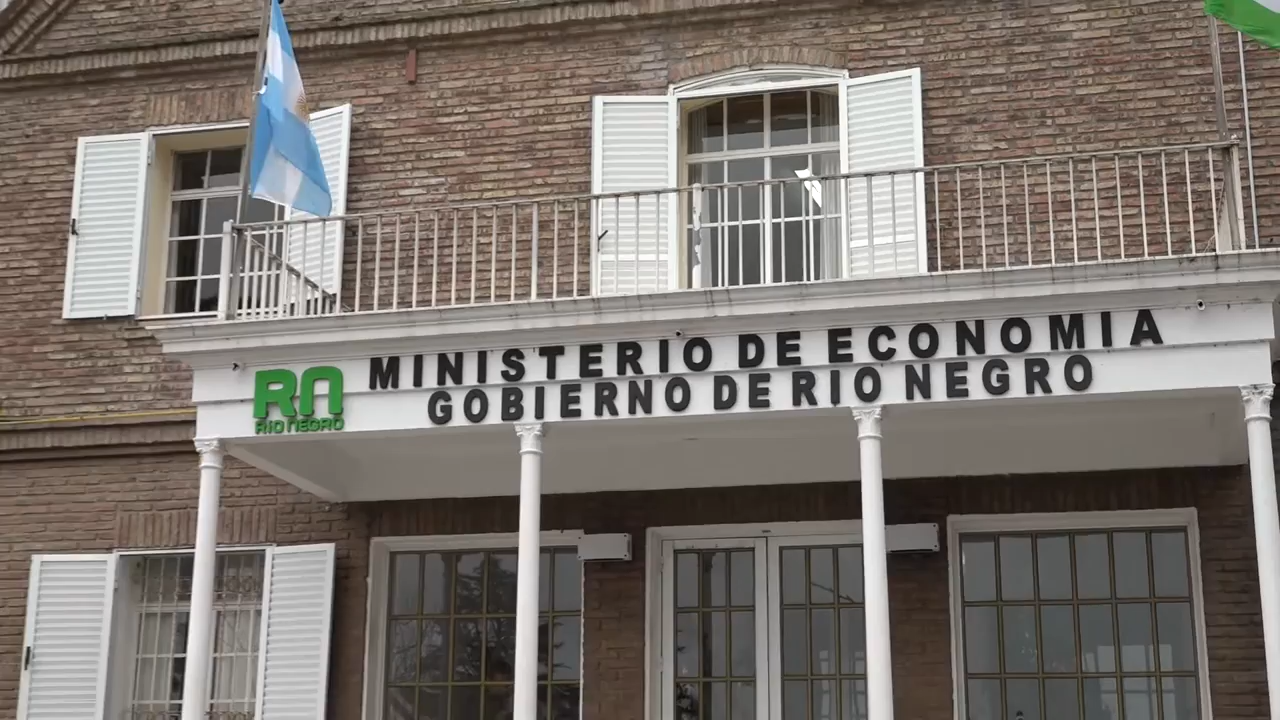 MINISTERIO DE ECONOMIA
GOBIERNO DE RIO NEGRO
RN
RIO NEGRO